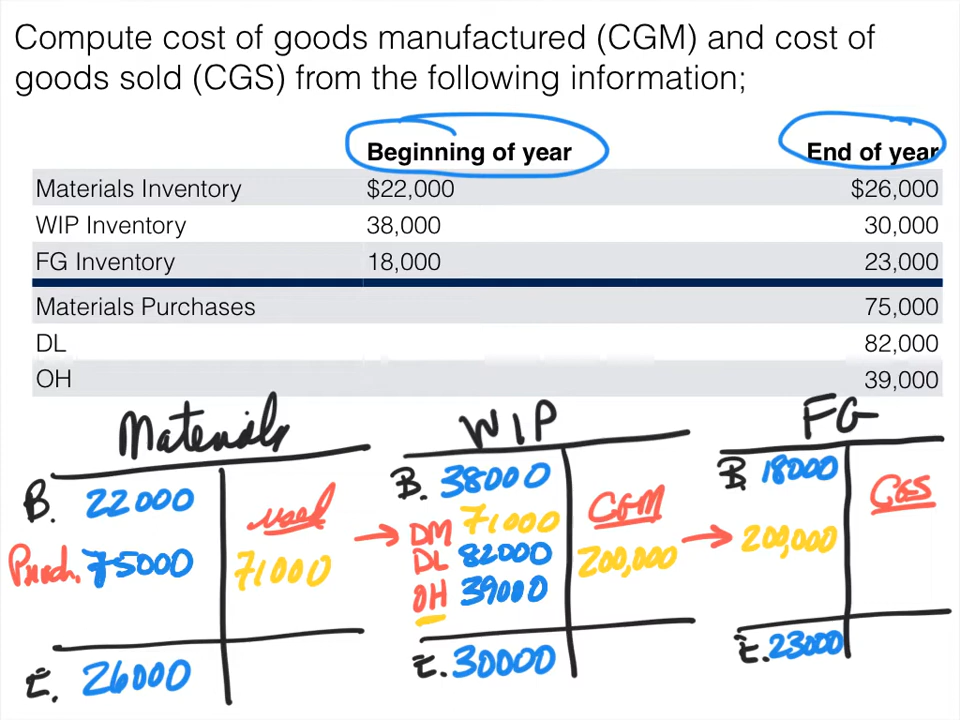 Compute cost of goods manufactured (CGM) and cost of
goods sold (CGS) from the following information;
Beginning of year End of year
Materials Inventory $22,000 $26,000
WIP Inventory 38,000 30,000
FG Inventory 18,000 23,000
Materials Purchases 75,000
DL 82,000
OH 39,000
Materials WIP FG
B. 22000 used B. 38000 CGM B. 18000 CGS
Purch. 75000 71000 DM 71000 200,000 200,000
DL 82000
OH 39000
E. 26000 E. 30000 E. 23000